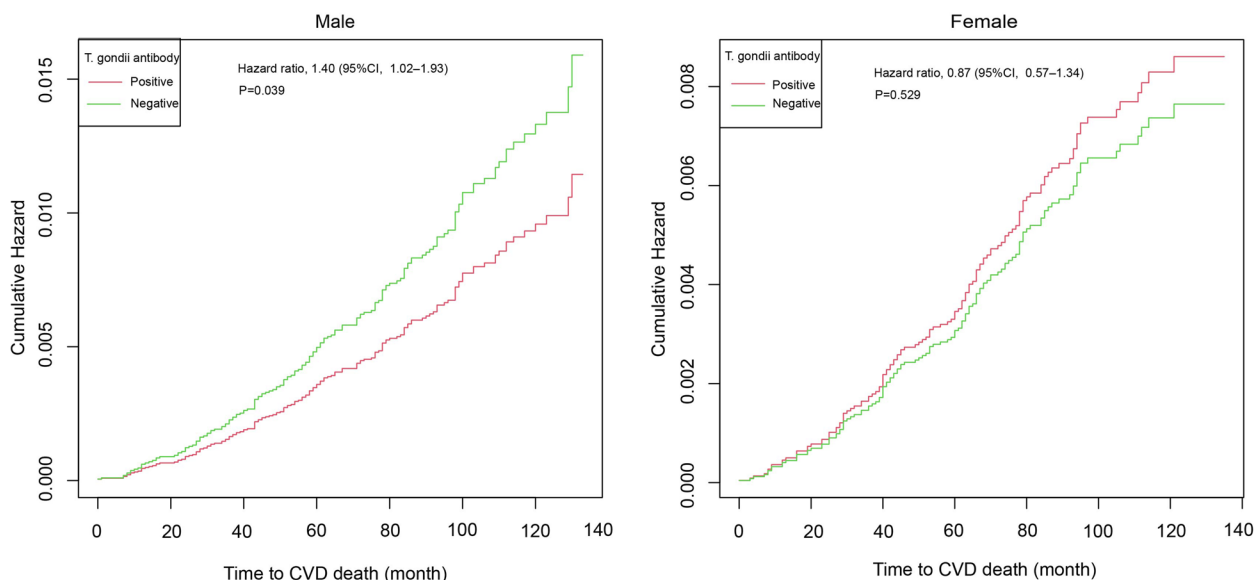 Male
T. gondii antibody
Positive
Negative
Hazard ratio, 1.40 (95%CI, 1.02–1.93)
P=0.039
Cumulative Hazard
0.015
0.010
0.005
0.000
0 20 40 60 80 100 120 140
Time to CVD death (month)
Female
T. gondii antibody
Positive
Negative
Hazard ratio, 0.87 (95%CI, 0.57–1.34)
P=0.529
Cumulative Hazard
0.008
0.006
0.004
0.002
0.000
0 20 40 60 80 100 120 140
Time to CVD death (month)